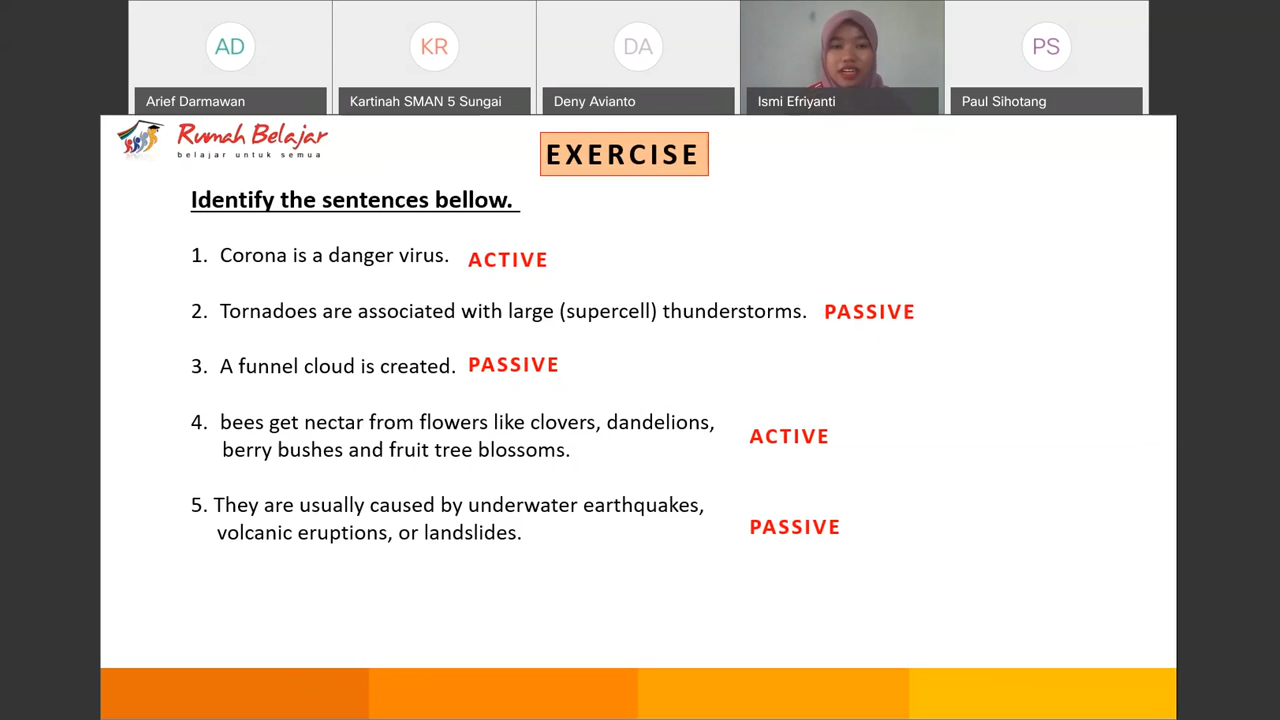 AD
KR
DA
PS
Arief Darmawan
Kartinah SMAN 5 Sungai
Deny Avianto
Ismi Efriyanti
Paul Sihotang
Rumah Belajar
belajar untuk semua
EXERCISE
Identify the sentences bellow.
1. Corona is a danger virus. ACTIVE
2. Tornadoes are associated with large (supercell) thunderstorms. PASSIVE
3. A funnel cloud is created. PASSIVE
4. bees get nectar from flowers like clovers, dandelions,
berry bushes and fruit tree blossoms.
ACTIVE
5. They are usually caused by underwater earthquakes,
volcanic eruptions, or landslides.
PASSIVE